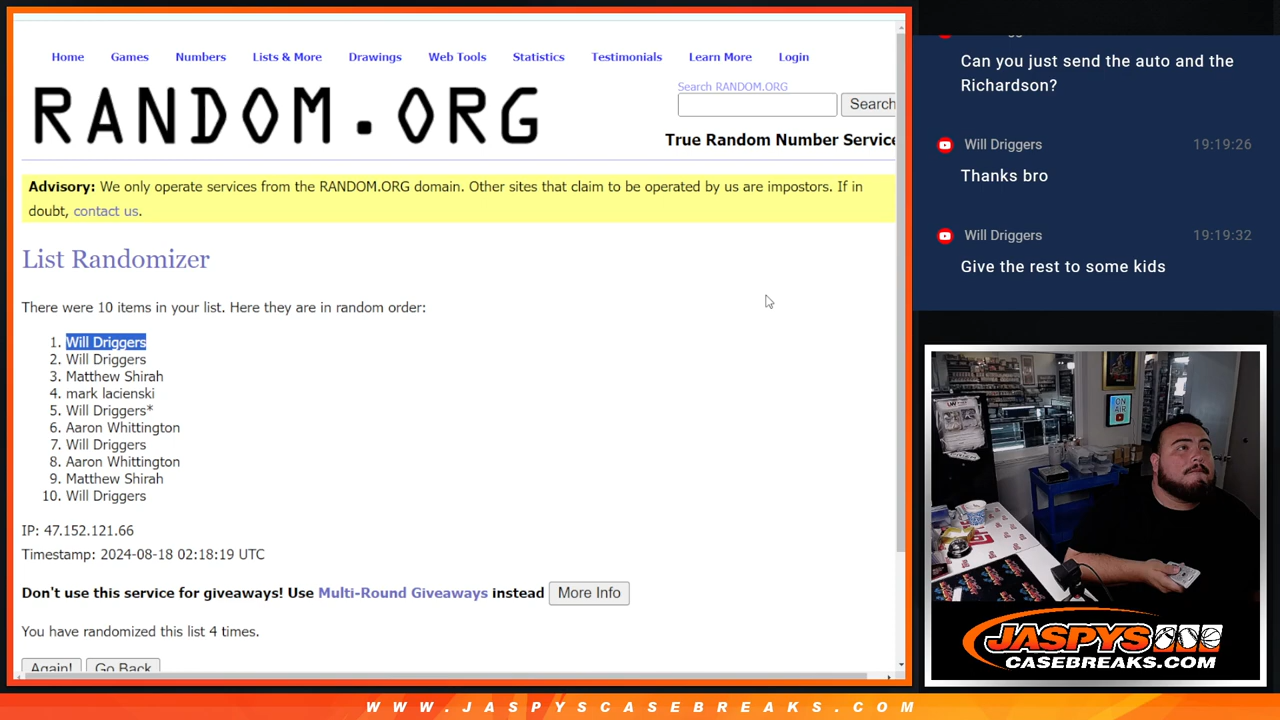 Home Games Numbers Lists & More Drawings Web Tools Statistics Testimonials Learn More Login
RANDOM.ORG
Search RANDOM.ORG
Search
True Random Number Service
Advisory: We only operate services from the RANDOM.ORG domain. Other sites that claim to be operated by us are impostors. If in
doubt, contact us.
List Randomizer
There were 10 items in your list. Here they are in random order:
1. Will Driggers
2. Will Driggers
3. Matthew Shirah
4. mark lacienski
5. Will Driggers*
6. Aaron Whittington
7. Will Driggers
8. Aaron Whittington
9. Matthew Shirah
10. Will Driggers
IP: 47.152.121.66
Timestamp: 2024-08-18 02:18:19 UTC
Don't use this service for giveaways! Use Multi-Round Giveaways instead More Info
You have randomized this list 4 times.
Again! Go Back
Can you just send the auto and the
Richardson?
Will Driggers 19:19:26
Thanks bro
Will Driggers 19:19:32
Give the rest to some kids
ON
AIR
JASPYS
CASEBREAKS.COM
WWW.JASPYSCASEBREAKS.COM